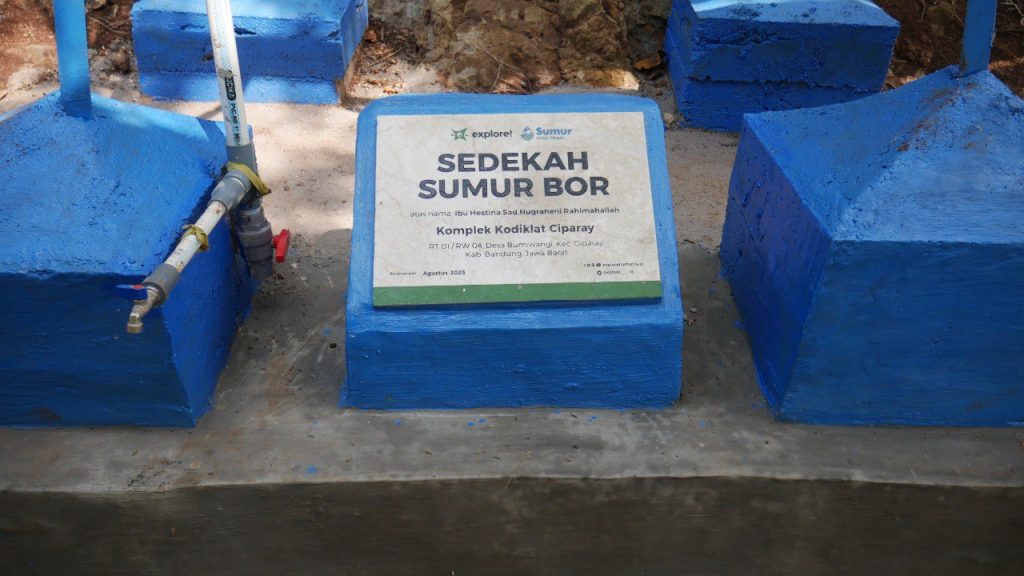 explore! Sumur
SEDEKAH
SUMUR BOR
atas nama Ibu Hestina Sad Nugraheni Rahimahallah
Komplek Kodiklat Ciparay
RT 01 / RW 04, Desa Bumiwangi, Kec. Ciparay,
Kab. Bandung, Jawa Barat
Agustus 2025